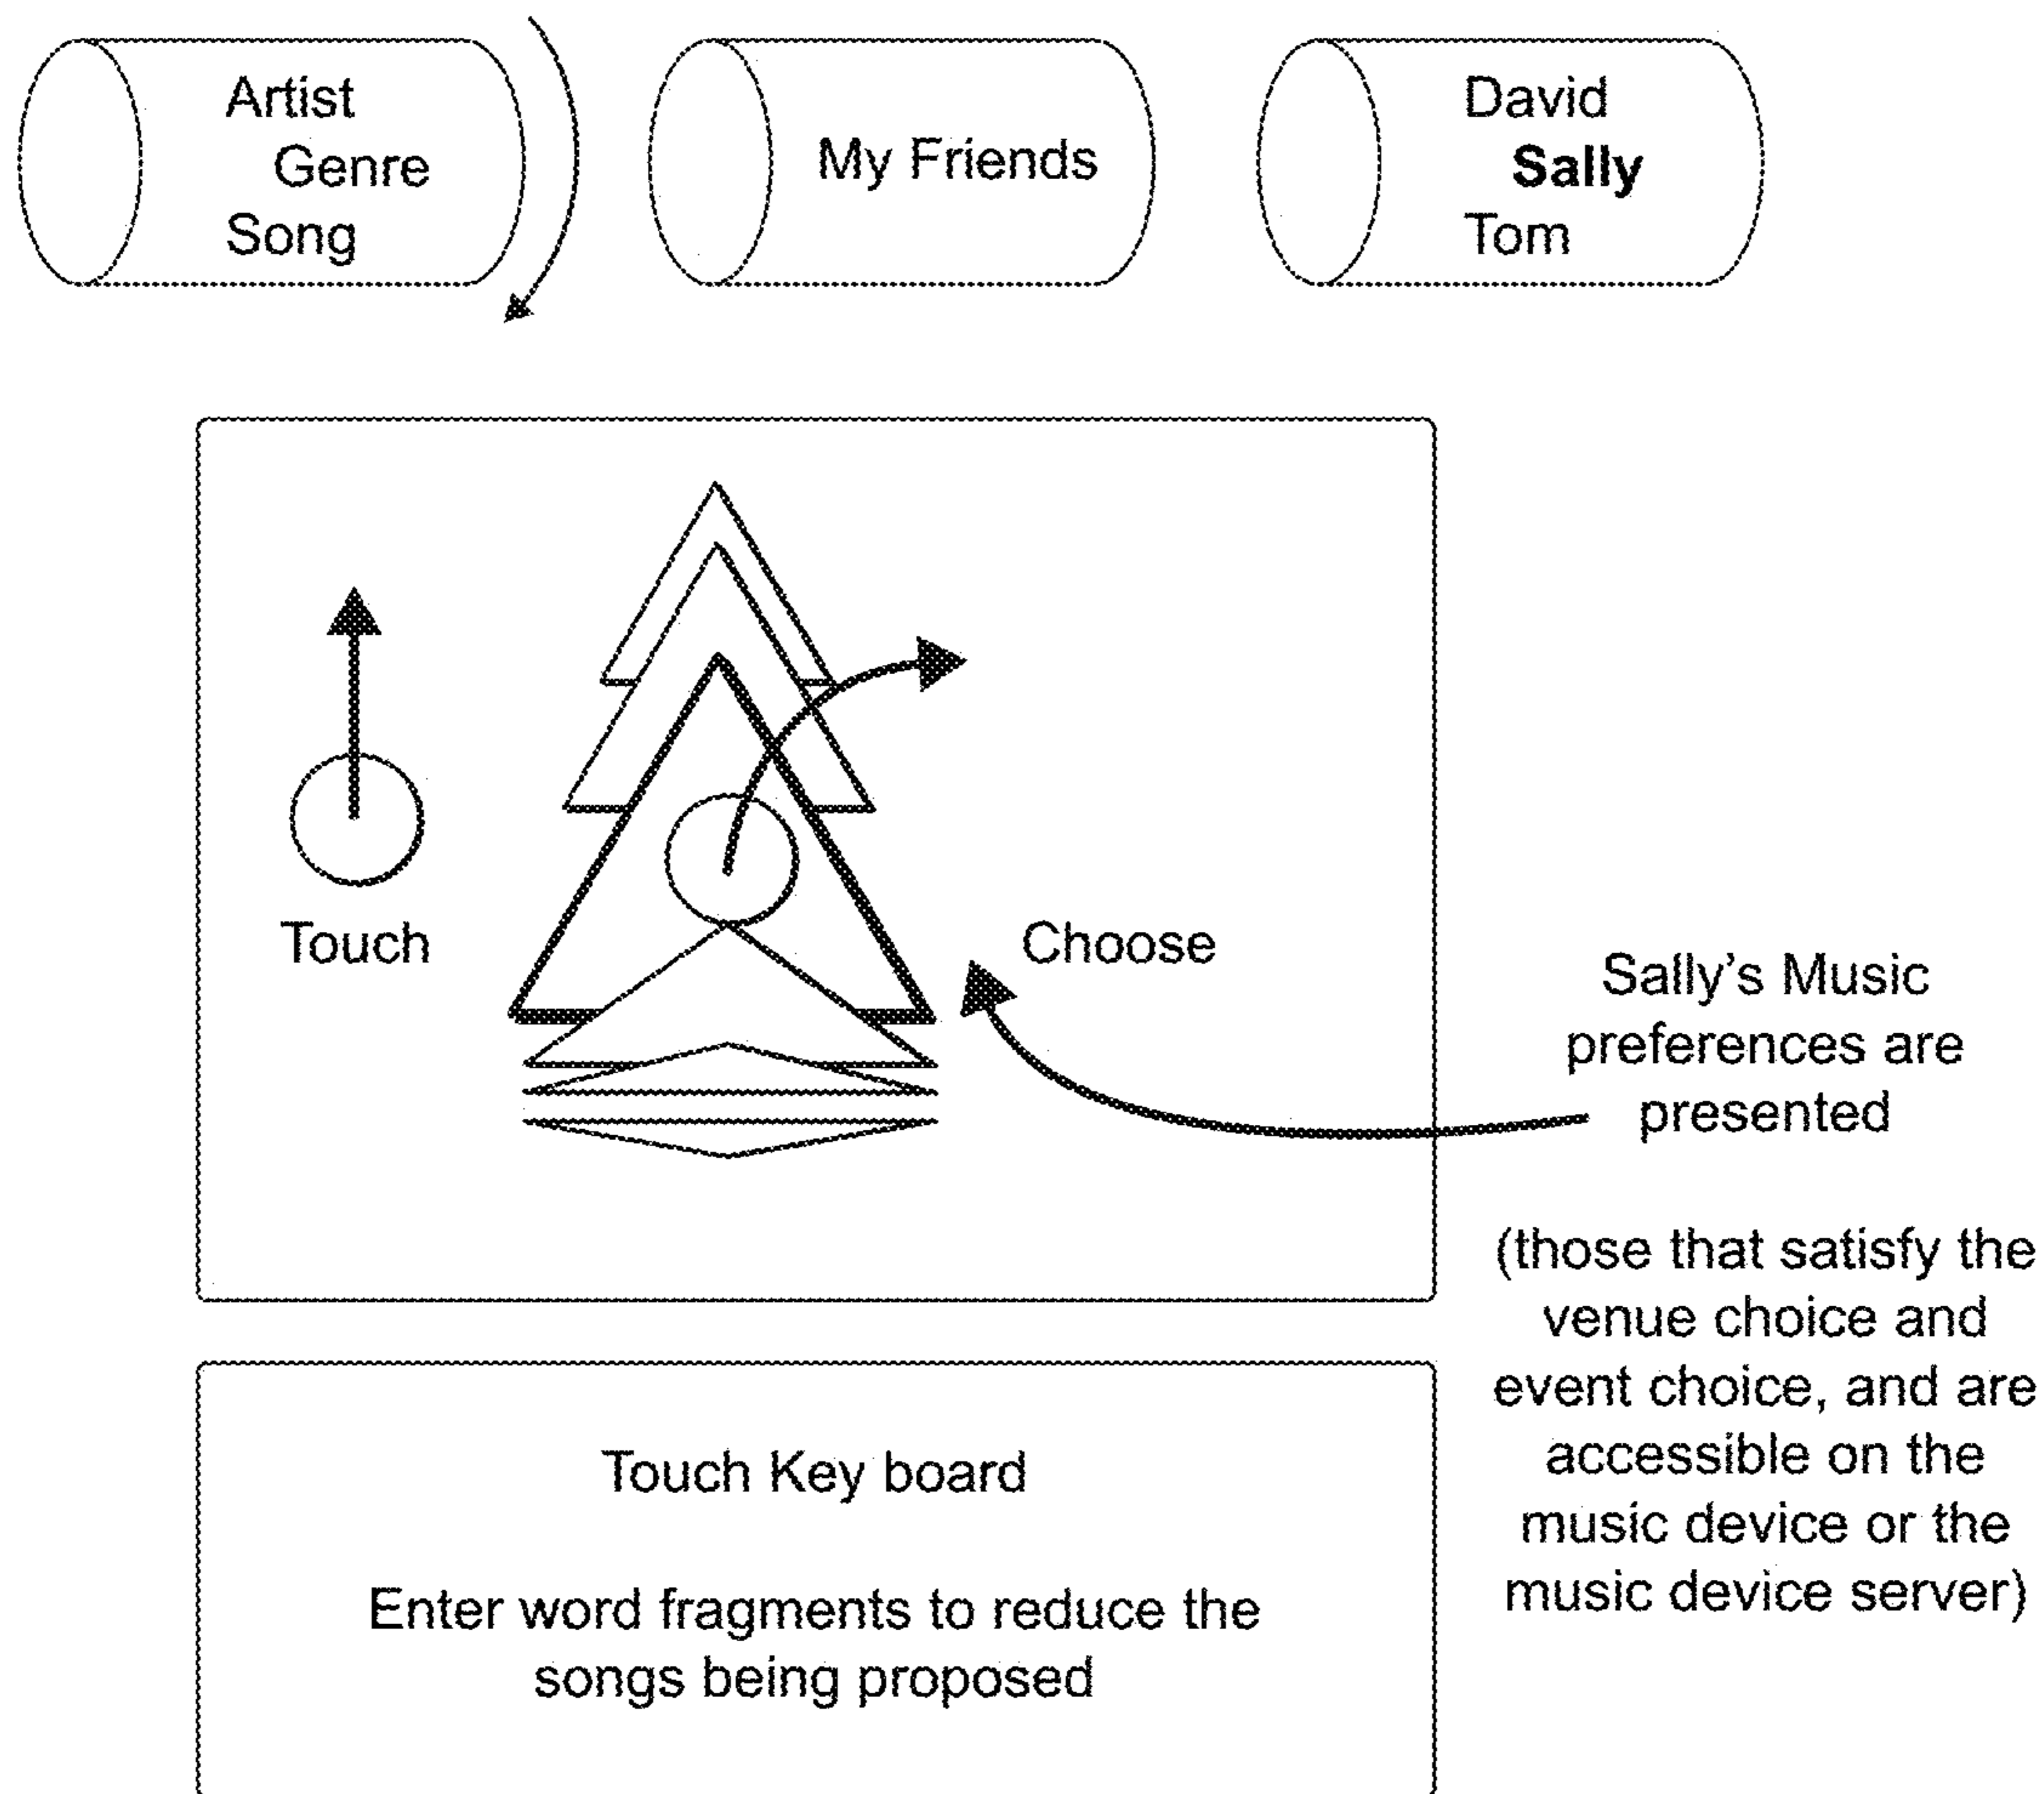 Artist
Genre
Song
My Friends
David
Sally
Tom
Touch
Choose
Sally's Music
preferences are
presented
(those that satisfy the
venue choice and
event choice, and are
accessible on the
music device or the
music device server)
Touch Key board
Enter word fragments to reduce the
songs being proposed